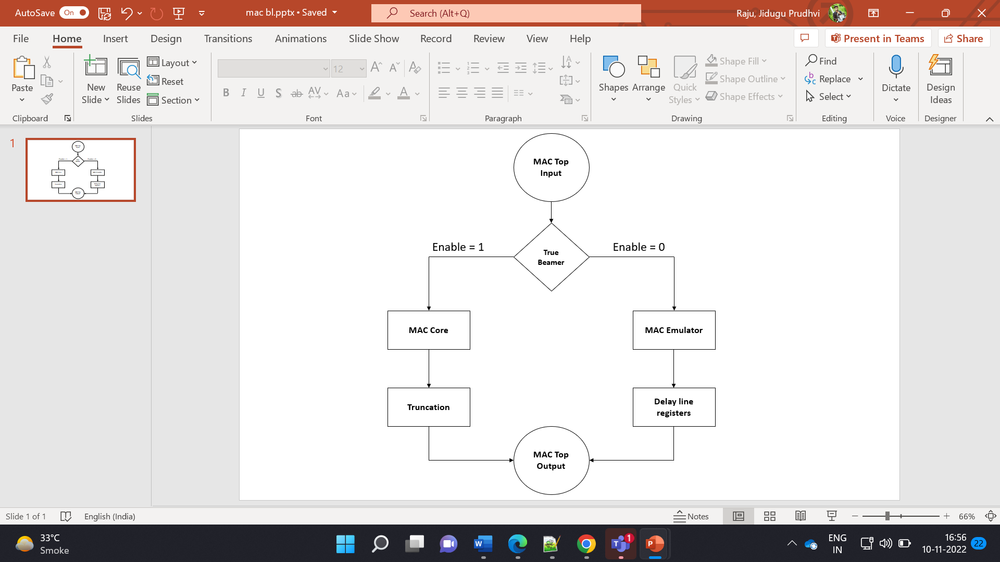 AutoSave On
mac bl.pptx • Saved
Search (Alt+Q)
Raju, Jidugu Prudhvi
File Home Insert Design Transitions Animations Slide Show Record Review View Help
Present in Teams
Share
Paste
Clipboard
New
Slide
Reuse
Slides
Layout
Reset
Section
Slides
12
Font
Paragraph
Shapes
Arrange
Quick
Styles
Shape Fill
Shape Outline
Shape Effects
Drawing
Find
Replace
Select
Editing
Dictate
Voice
Design
Ideas
Designer
1
MAC Top
Input
Enable = 1
True
Beamer
Enable = 0
MAC Core
MAC Emulator
Truncation
Delay line
registers
MAC Top
Output
Slide 1 of 1
English (India)
Notes
66%
33°C
Smoke
1
ENG
IN
16:56
10-11-2022
22